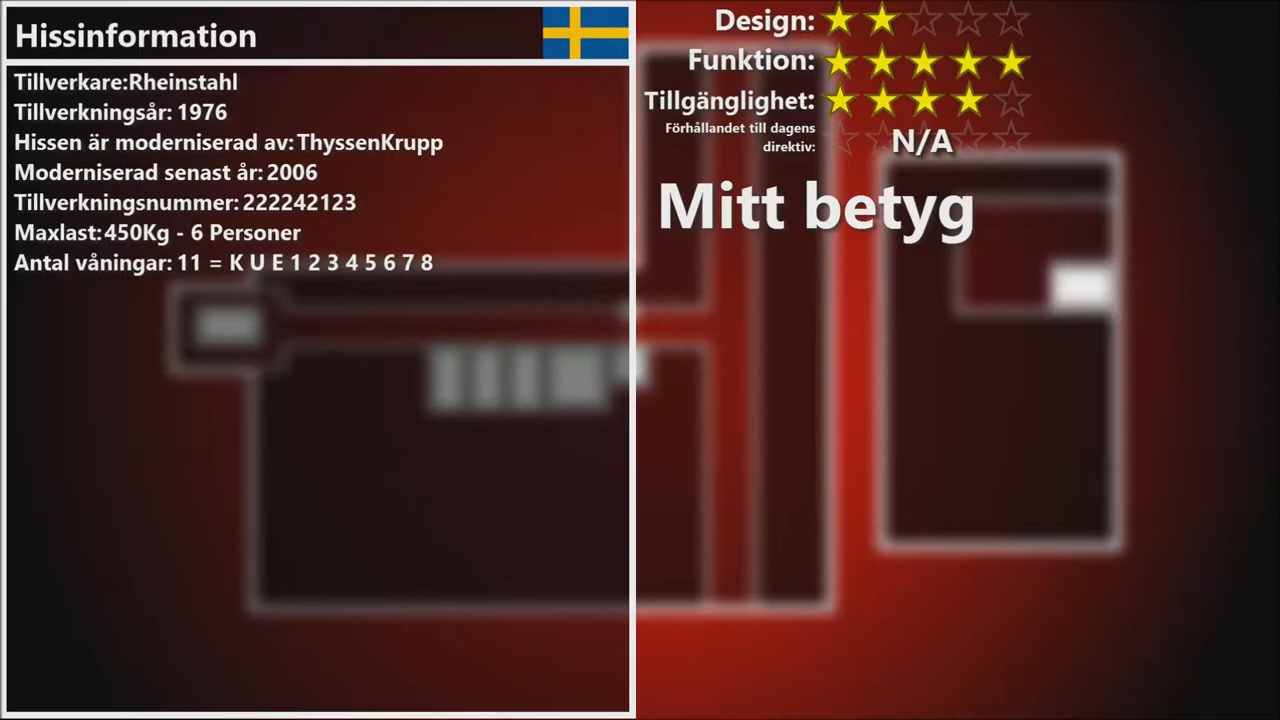 Hissinformation
Tillverkare:Rheinstahl
Tillverkningsår: 1976
Hissen är moderniserad av: ThyssenKrupp
Moderniserad senast år: 2006
Tillverkningsnummer: 222242123
Maxlast: 450Kg - 6 Personer
Antal våningar: 11 = K U E 1 2 3 4 5 6 7 8
Design:
Funktion:
Tillgänglighet:
Förhållandet till dagens
direktiv:
N/A
Mitt betyg